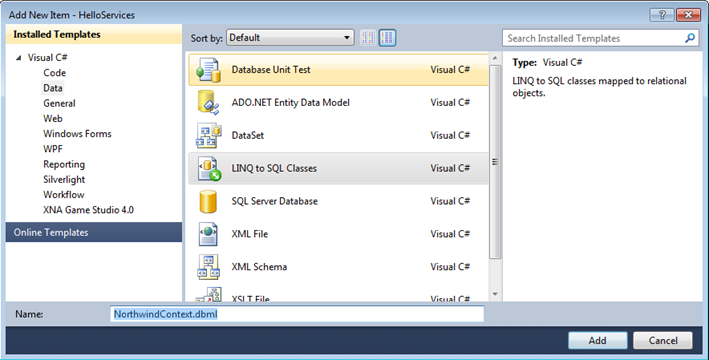 Add New Item - HelloServices
Installed Templates
Visual C#
Code
Data
General
Web
Windows Forms
WPF
Reporting
Silverlight
Workflow
XNA Game Studio 4.0
Online Templates
Sort by: Default
Database Unit Test Visual C#
ADO.NET Entity Data Model Visual C#
DataSet Visual C#
LINQ to SQL Classes Visual C#
SQL Server Database Visual C#
XML File Visual C#
XML Schema Visual C#
XSLT File Visual C#
Search Installed Templates
Type: Visual C#
LINQ to SQL classes mapped to relational
objects.
Name: NorthwindContext.dbml
Add Cancel